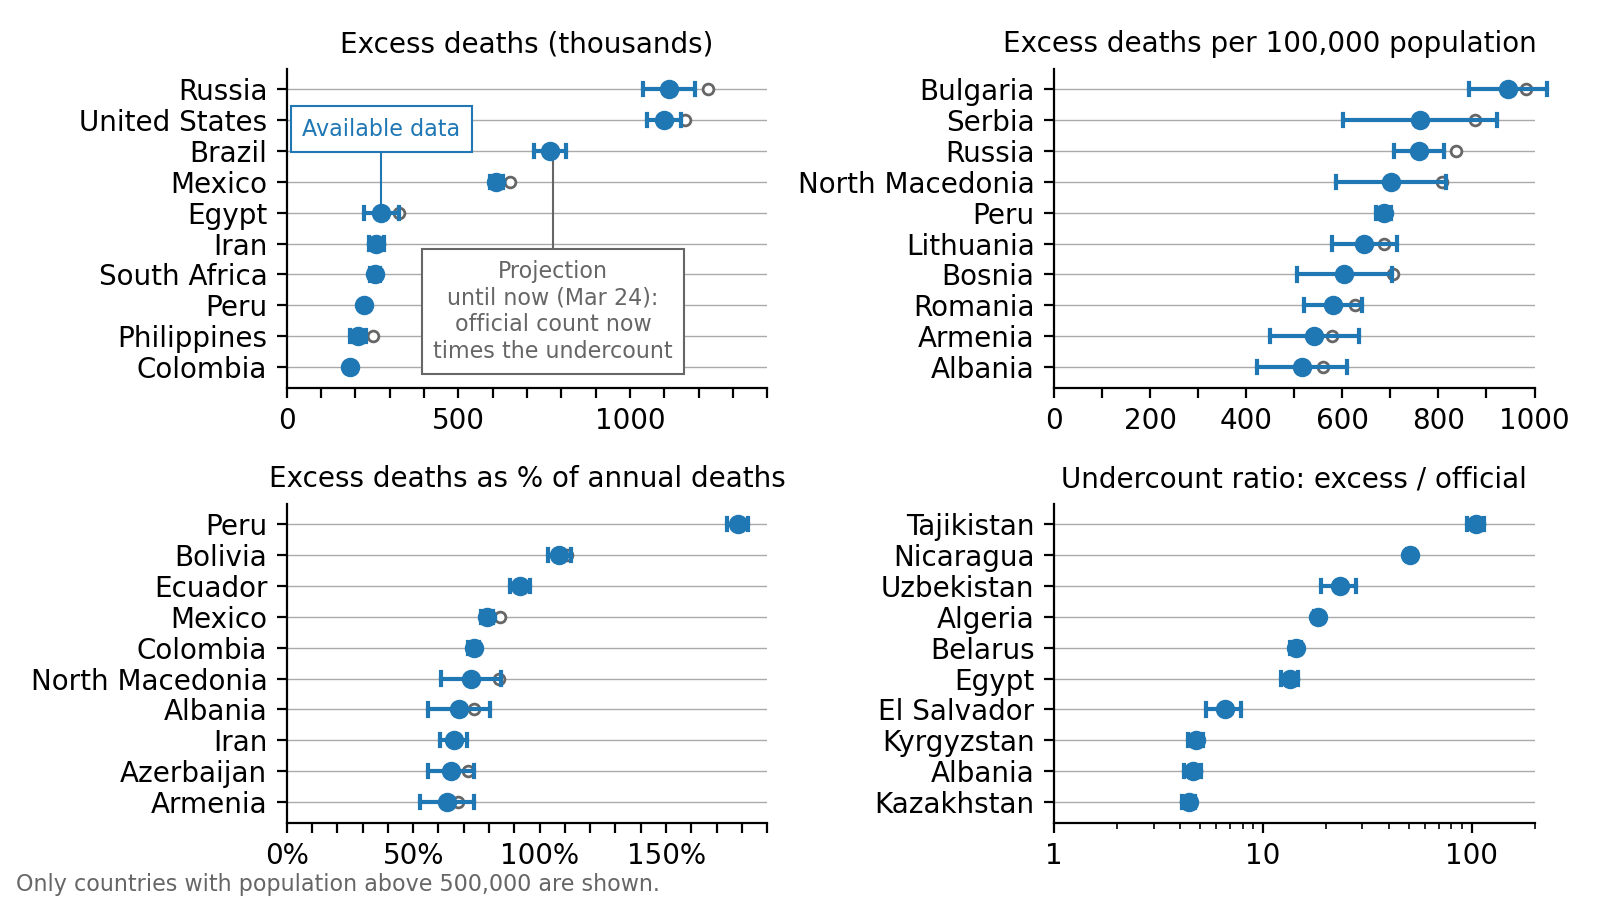 Excess deaths (thousands)
Russia
United States
Brazil
Mexico
Egypt
Iran
South Africa
Peru
Philippines
Colombia
Available data
Projection
until now (Mar 24):
official count now
times the undercount
0 500 1000
Excess deaths per 100,000 population
Bulgaria
Serbia
Russia
North Macedonia
Peru
Lithuania
Bosnia
Romania
Armenia
Albania
0 200 400 600 800 1000
Excess deaths as % of annual deaths
Peru
Bolivia
Ecuador
Mexico
Colombia
North Macedonia
Albania
Iran
Azerbaijan
Armenia
0% 50% 100% 150%
Undercount ratio: excess / official
Tajikistan
Nicaragua
Uzbekistan
Algeria
Belarus
Egypt
El Salvador
Kyrgyzstan
Albania
Kazakhstan
1 10 100
Only countries with population above 500,000 are shown.